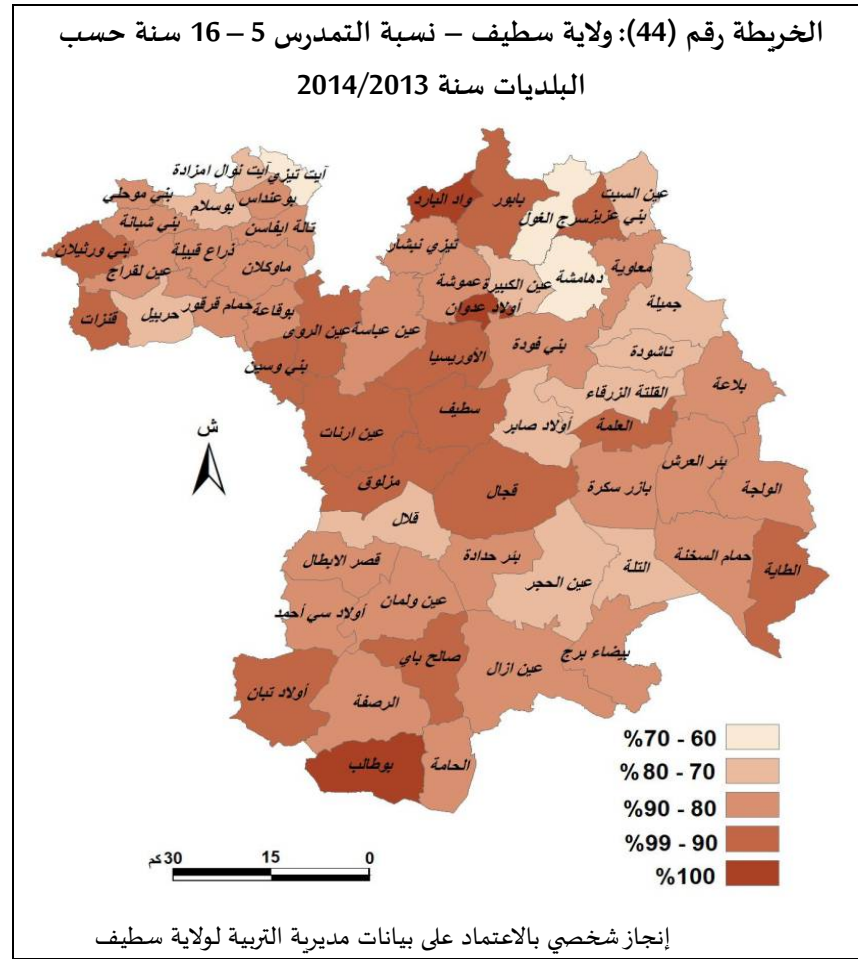 الخريطة رقم (44): ولاية سطيف – نسبة التمدرس 5 – 16 سنة حسب
البلديات سنة 2014/2013
آيت نوال امزادة
آيت تيزي
بني موحلي
بوعنداس
بوسلام
بني شبانة
تالة ايفاسن
بني ورثيلان
ذراع قبيلة
عين لقراج
ماوكلان
قنزات
حربيل
حمام قرقور
بوقاعة
واد البارد
بابور
سرج الغول
عين السبت
بني عزيز
تيزي نبشار
عموشة
عين الكبيرة
دهامشة
معاوية
جميلة
أولاد عدوان
عين الروى
عين عباسة
الأوريسيا
بني فودة
تاشودة
بني وسين
القلتة الزرقاء
بلاعة
سطيف
أولاد صابر
العلمة
عين ارنات
ش
بئر العرش
مزلوق
قجال
بازر سكرة
الولجة
قلال
قصر الابطال
بئر حدادة
عين الحجر
التلة
حمام السخنة
الطاية
أولاد سي أحمد
عين ولمان
صالح باي
عين ازال
بيضاء برج
أولاد تبان
الرصفة
بوطالب
الحامة
%70 - 60
%80 - 70
%90 - 80
%99 - 90
%100
كم 30 15 0
إنجاز شخصي بالاعتماد على بيانات مديرية التربية لولاية سطيف